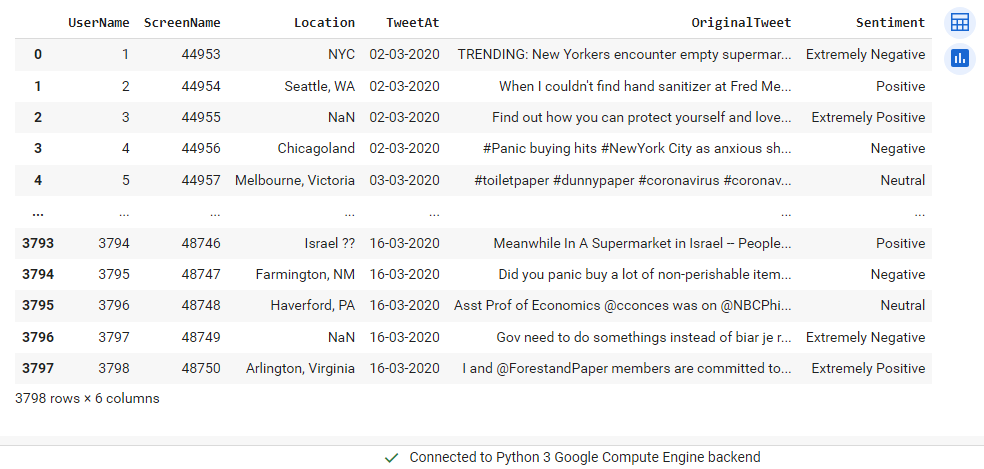 UserName ScreenName Location TweetAt OriginalTweet Sentiment
0 1 44953 NYC 02-03-2020 TRENDING: New Yorkers encounter empty supermar... Extremely Negative
1 2 44954 Seattle, WA 02-03-2020 When I couldn't find hand sanitizer at Fred Me... Positive
2 3 44955 NaN 02-03-2020 Find out how you can protect yourself and love... Extremely Positive
3 4 44956 Chicagoland 02-03-2020 #Panic buying hits #NewYork City as anxious sh... Negative
4 5 44957 Melbourne, Victoria 03-03-2020 #toiletpaper #dunnypaper #coronavirus #coronav... Neutral
... ... ... ... ... ... ...
3793 3794 48746 Israel ?? 16-03-2020 Meanwhile In A Supermarket in Israel -- People... Positive
3794 3795 48747 Farmington, NM 16-03-2020 Did you panic buy a lot of non-perishable item... Negative
3795 3796 48748 Haverford, PA 16-03-2020 Asst Prof of Economics @cconces was on @NBCPhi... Neutral
3796 3797 48749 NaN 16-03-2020 Gov need to do somethings instead of biar je r... Extremely Negative
3797 3798 48750 Arlington, Virginia 16-03-2020 I and @ForestandPaper members are committed to... Extremely Positive
3798 rows × 6 columns
Connected to Python 3 Google Compute Engine backend